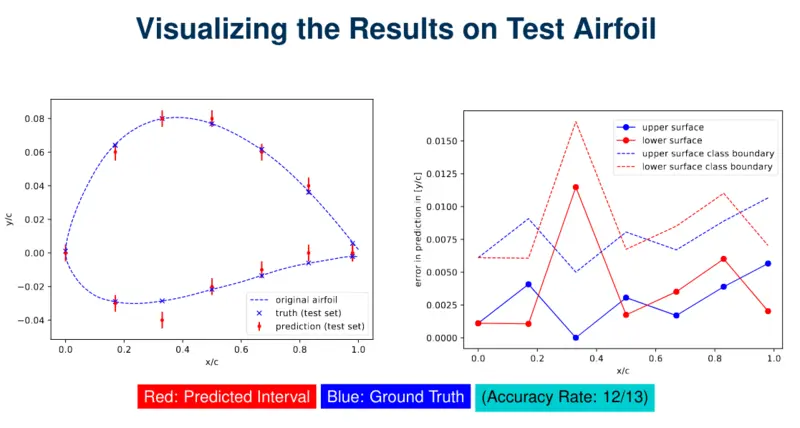 Visualizing the Results on Test Airfoil
0.08
0.06
0.04
0.02
0.00
−0.02
−0.04
y/c
0.0
0.2
0.4
0.6
0.8
1.0
x/c
original airfoil
truth (test set)
prediction (test set)
0.0150
0.0125
0.0100
0.0075
0.0050
0.0025
0.0000
error in prediction in [y/c]
0.0
0.2
0.4
0.6
0.8
1.0
x/c
upper surface
lower surface
upper surface class boundary
lower surface class boundary
Red: Predicted Interval
Blue: Ground Truth
(Accuracy Rate: 12/13)